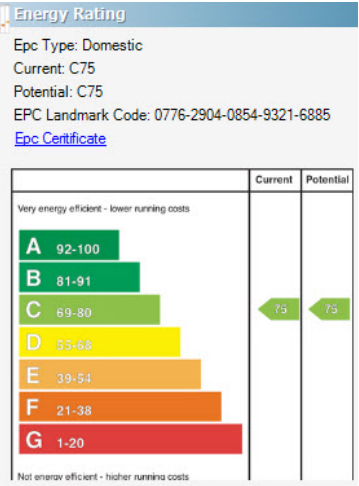 Energy Rating
Epc Type: Domestic
Current: C75
Potential: C75
EPC Landmark Code: 0776-2904-0854-9321-6885
Epc Ceritificate
Current Potential
Very energy efficient - lower running costs
A 92-100
B 81-91
C 69-80 75 75
D 55-68
E 39-54
F 21-38
G 1-20
Not energy efficient - higher running costs